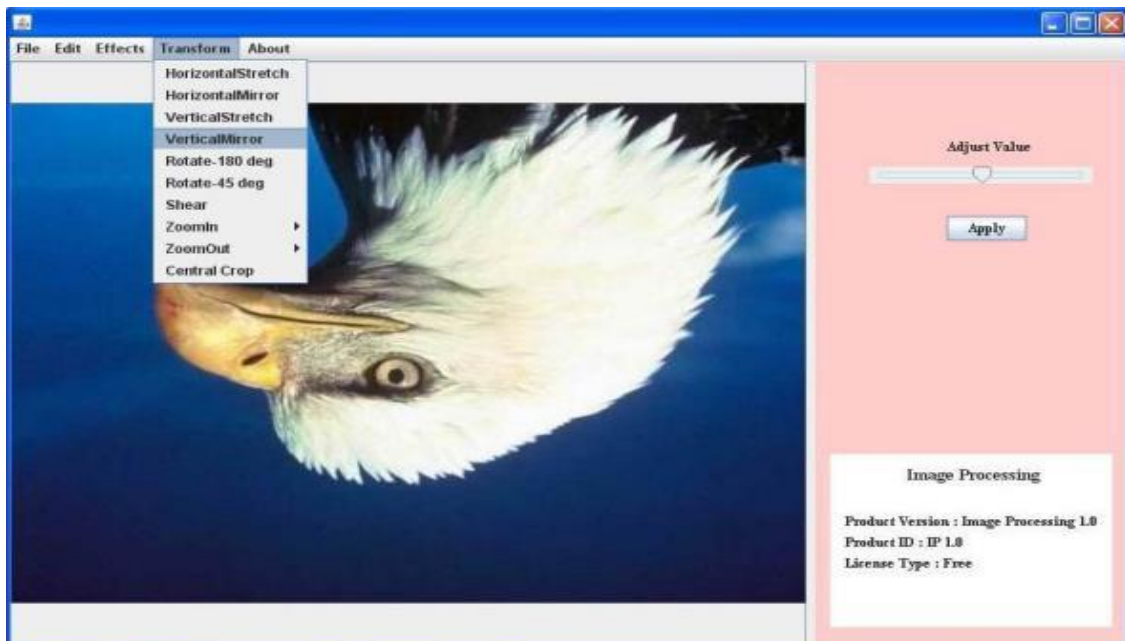 File Edit Effects Transform About
HorizontalStretch
HorizontalMirror
VerticalStretch
VerticalMirror
Rotate-180 deg
Rotate-45 deg
Shear
ZoomIn
ZoomOut
Central Crop
Adjust Value
Apply
Image Processing
Product Version : Image Processing 1.0
Product ID : IP 1.0
License Type : Free